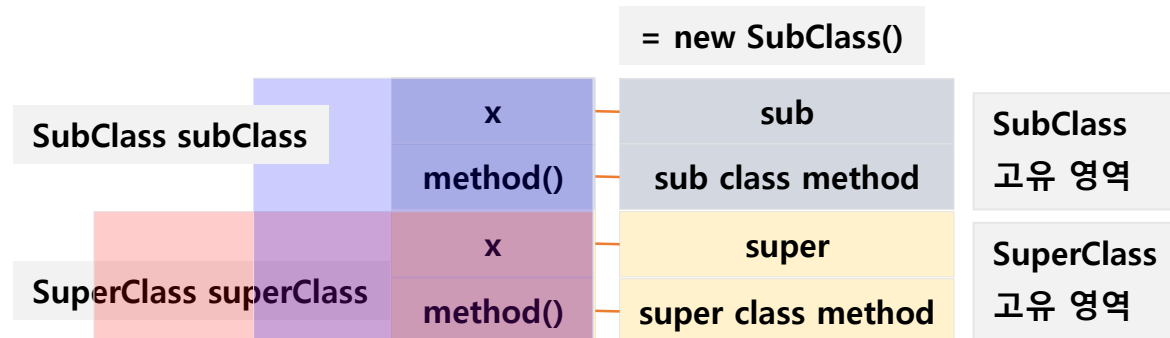 = new SubClass()
SubClass subClass
x
sub
method()
sub class method
SubClass
고유 영역
SuperClass superClass
x
super
method()
super class method
SuperClass
고유 영역